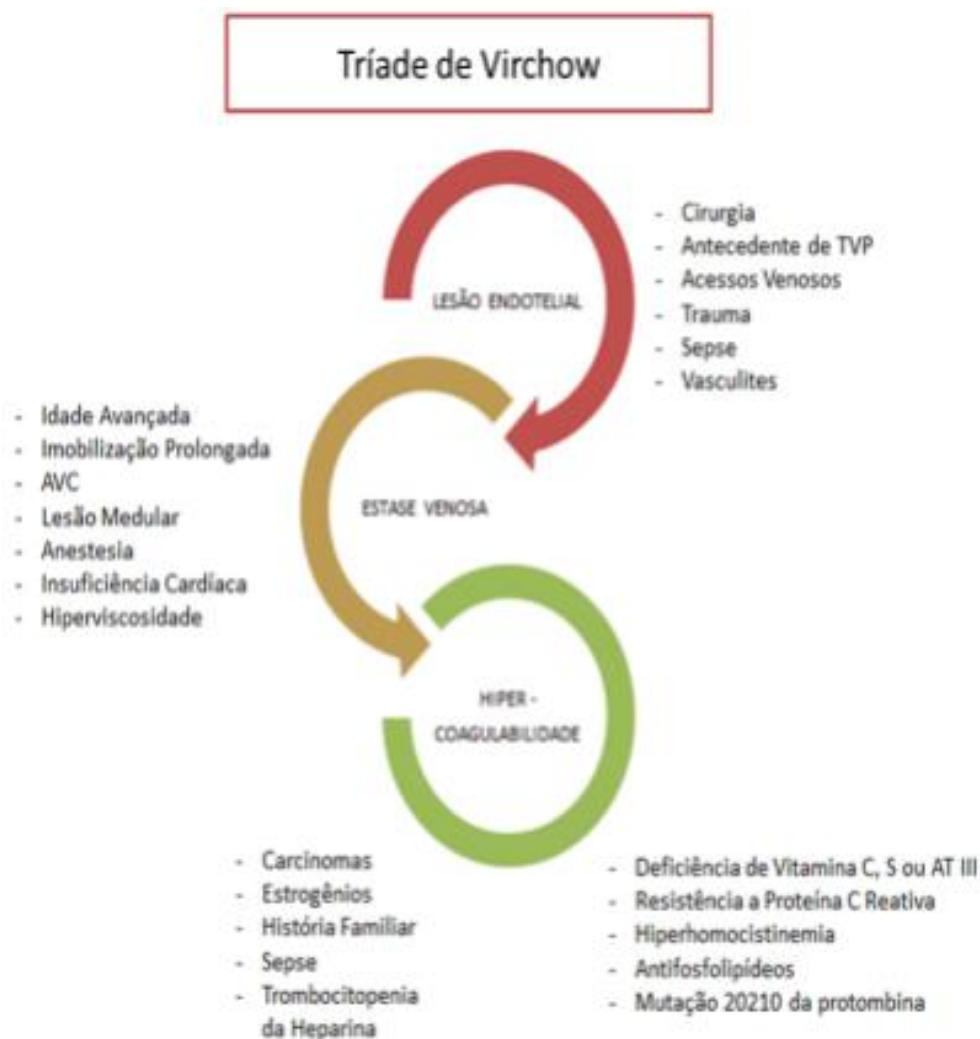 Tríade de Virchow
LESÃO ENDOTELIAL
- Cirurgia
- Antecedente de TVP
- Acessos Venosos
- Trauma
- Sepse
- Vasculites
- Idade Avançada
- Imobilização Prolongada
- AVC
- Lesão Medular
- Anestesia
- Insuficiência Cardíaca
- Hiperviscosidade
ESTASE VENOSA
HIPER -
COAGULABILIDADE
- Carcinomas
- Estrogênios
- História Familiar
- Sepse
- Trombocitopenia
da Heparina
- Deficiência de Vitamina C, S ou AT III
- Resistência a Proteína C Reativa
- Hiperhomocistinemia
- Antifosfolipídeos
- Mutação 20210 da protombina